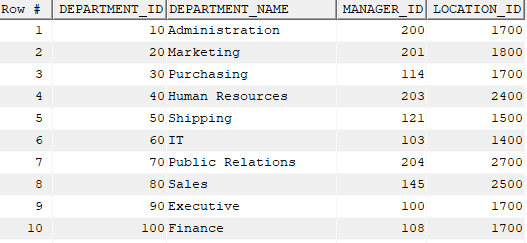 Row # DEPARTMENT_ID DEPARTMENT_NAME MANAGER_ID LOCATION_ID
1 10 Administration 200 1700
2 20 Marketing 201 1800
3 30 Purchasing 114 1700
4 40 Human Resources 203 2400
5 50 Shipping 121 1500
6 60 IT 103 1400
7 70 Public Relations 204 2700
8 80 Sales 145 2500
9 90 Executive 100 1700
10 100 Finance 108 1700